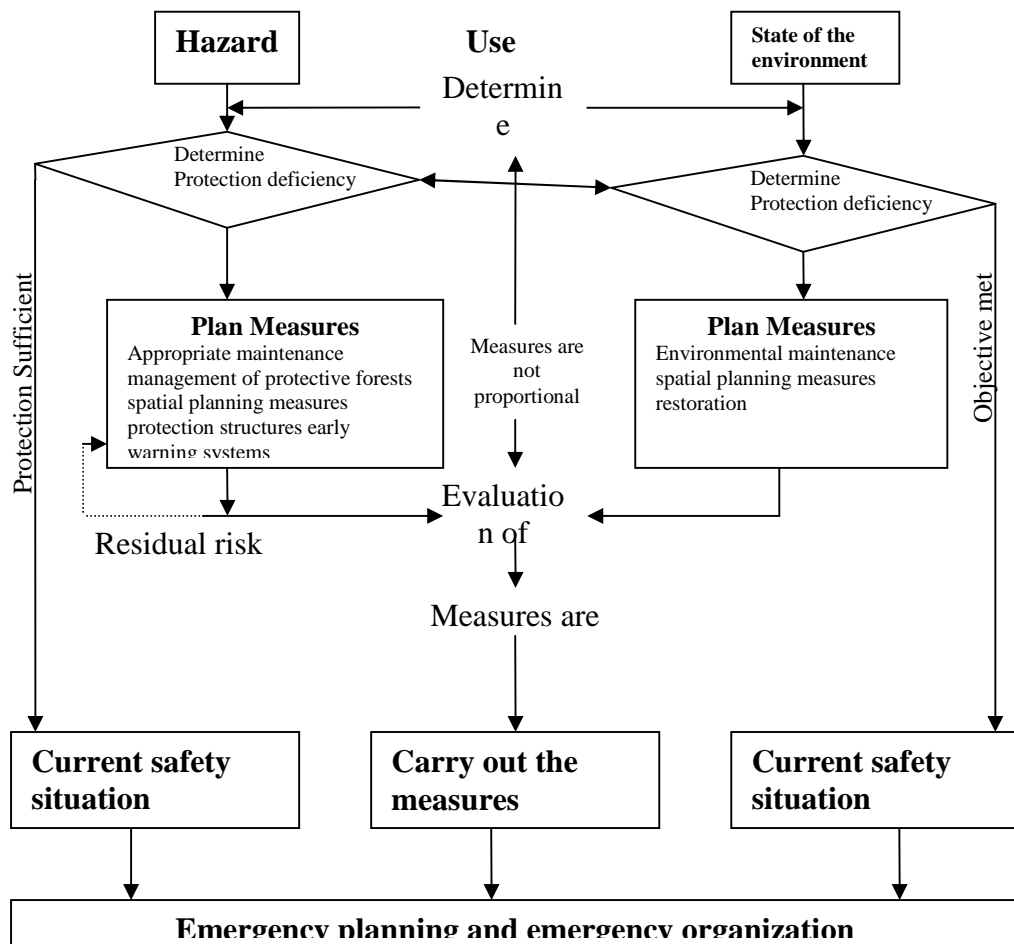 Hazard
Use
State of the
environment
Determin
e
Determine
Protection deficiency
Determine
Protection deficiency
Protection Sufficient
Objective met
Plan Measures
Appropriate maintenance
management of protective forests
spatial planning measures
protection structures early
warning systems
Measures are
not
proportional
Plan Measures
Environmental maintenance
spatial planning measures
restoration
Residual risk
Evaluatio
n of
Measures are
Current safety
situation
Carry out the
measures
Current safety
situation
Emergency planning and emergency organization